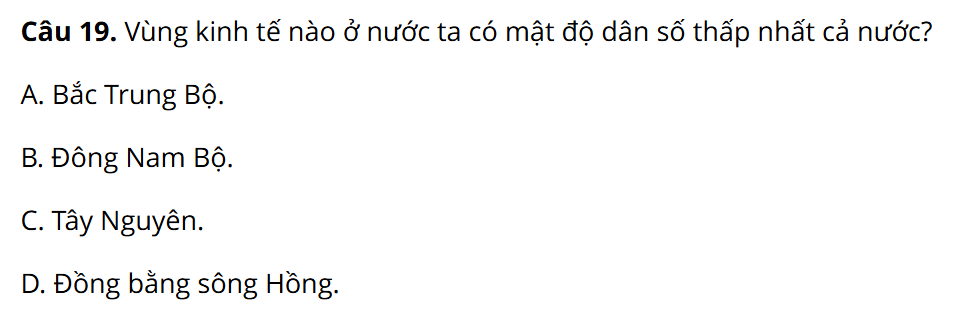 Câu 19. Vùng kinh tế nào ở nước ta có mật độ dân số thấp nhất cả nước?
A. Bắc Trung Bộ.
B. Đông Nam Bộ.
C. Tây Nguyên.
D. Đồng bằng sông Hồng.